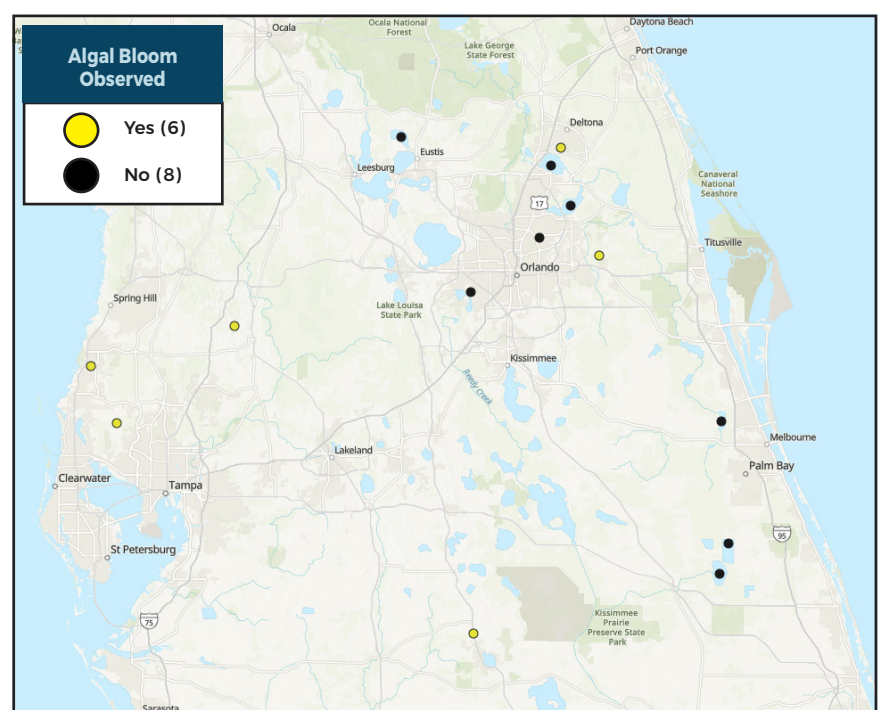 Algal Bloom
Observed
Yes (6)
No (8)
Ocala
Ocala National
Forest
Lake George
State Forest
Daytona Beach
Port Orange
Deltona
Eustis
Leesburg
17
Canaveral
National
Seashore
Titusville
Orlando
Spring Hill
Lake Louisa
State Park
Kissimmee
Reedy Creek
Lakeland
Melbourne
Palm Bay
Clearwater
Tampa
95
St Petersburg
75
Kissimmee
Prairie
Preserve State
Park
Sarasota